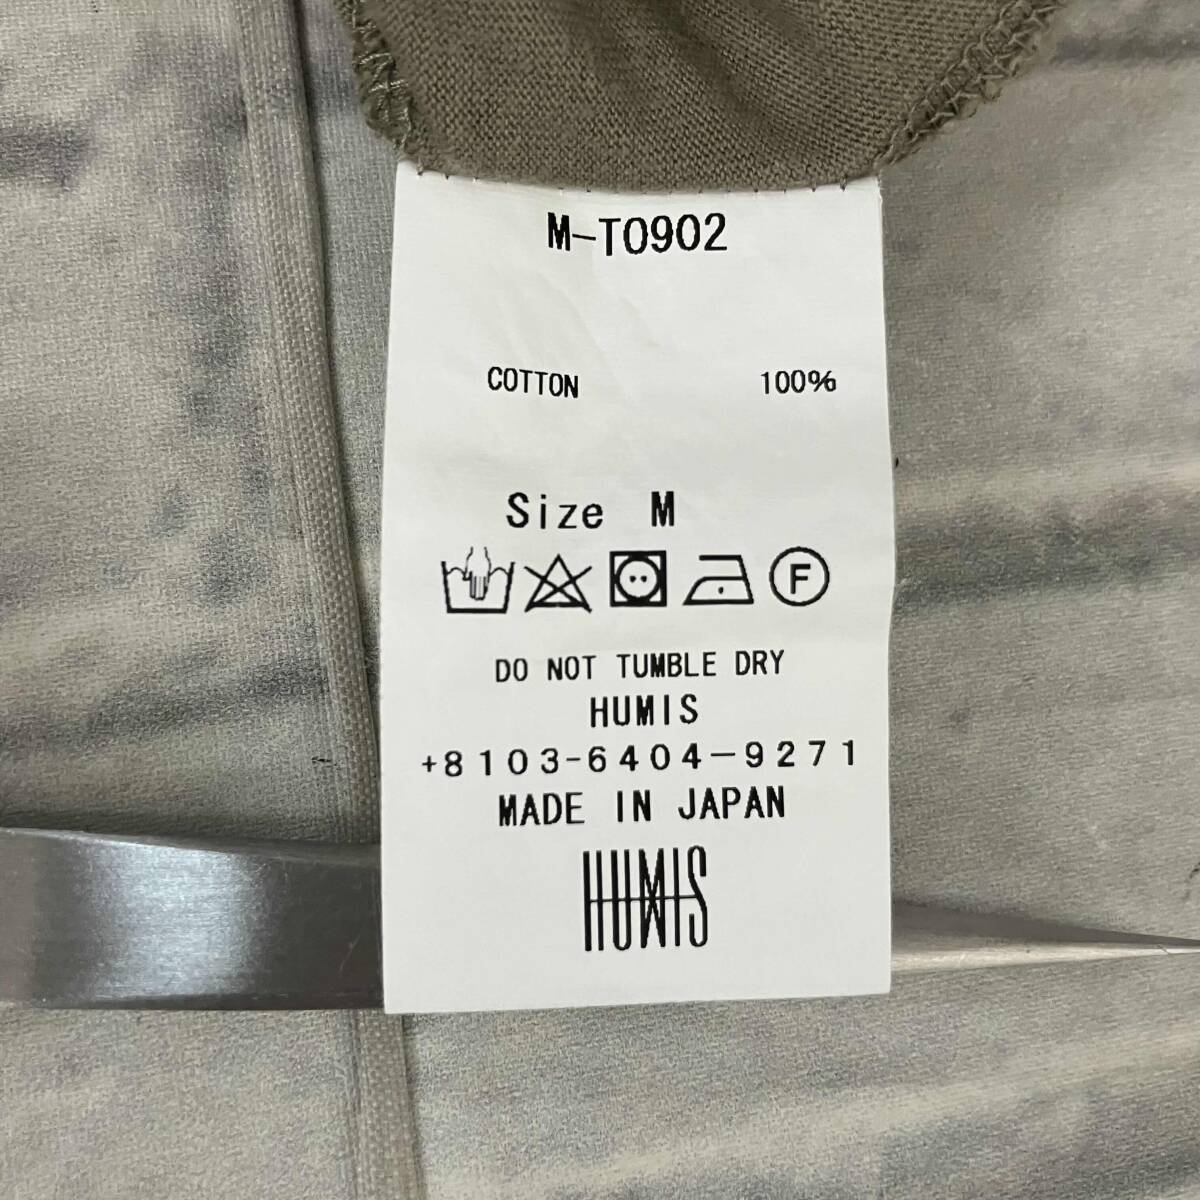 M-T0902
COTTON 100%
Size M
F
DO NOT TUMBLE DRY
HUMIS
+8103-6404-9271
MADE IN JAPAN
HUMIS